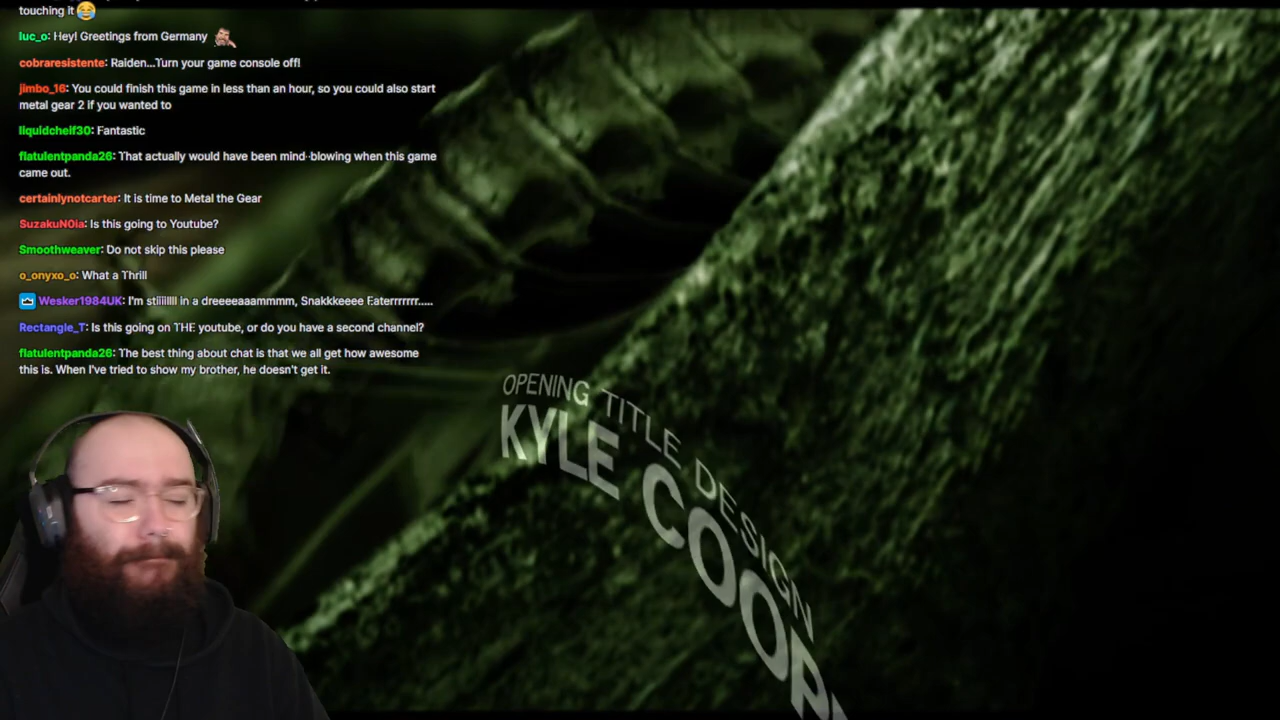 touching it
luc_o: Hey! Greetings from Germany
cobraresistente: Raiden...Turn your game console off!
jimbo_16: You could finish this game in less than an hour, so you could also start
metal gear 2 if you wanted to
liquidcheif30: Fantastic
flatulentpanda26: That actually would have been mind-blowing when this game
came out.
certainlynotcarter: It is time to Metal the Gear
SuzakuN0ia: Is this going to Youtube?
Smoothweaver: Do not skip this please
o_onyxo_o: What a Thrill
Wesker1984UK: I'm stiiiillll in a dreeeeaaammmm, Snakkkeeee Eaterrrrrrr.....
Rectangle_T: Is this going on THE youtube, or do you have a second channel?
flatulentpanda26: The best thing about chat is that we all get how awesome
this is. When I've tried to show my brother, he doesn't get it.
OPENING TITLE DESIGN
KYLE COOP